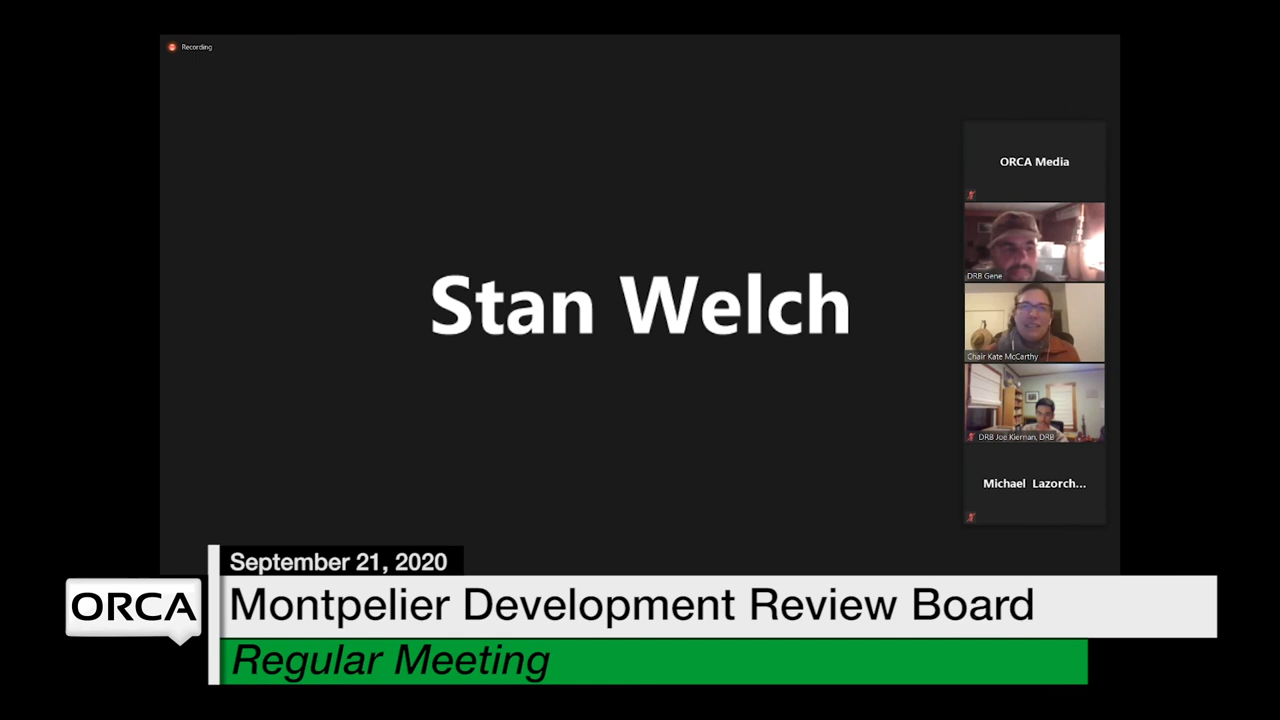 Recording
ORCA Media
DRB Gene
Chair Kate McCarthy
DRB Joe Kiernan, DRB
Michael Lazorch...
Stan Welch
September 21, 2020
ORCA
Montpelier Development Review Board
Regular Meeting